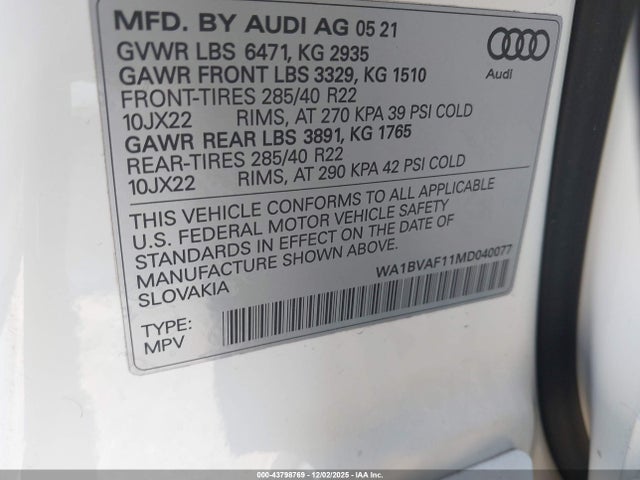 MFD. BY AUDI AG 05 21
GVWR LBS 6471, KG 2935
GAWR FRONT LBS 3329, KG 1510
FRONT-TIRES 285/40 R22
10JX22 RIMS, AT 270 KPA 39 PSI COLD
GAWR REAR LBS 3891, KG 1765
REAR-TIRES 285/40 R22
10JX22 RIMS, AT 290 KPA 42 PSI COLD
Audi
THIS VEHICLE CONFORMS TO ALL APPLICABLE
U.S. FEDERAL MOTOR VEHICLE SAFETY
STANDARDS IN EFFECT ON THE DATE OF
MANUFACTURE SHOWN ABOVE.
SLOVAKIA
WA1BVAF11MD040077
TYPE:
MPV
000-43798769 - 12/02/2025 - IAA Inc.